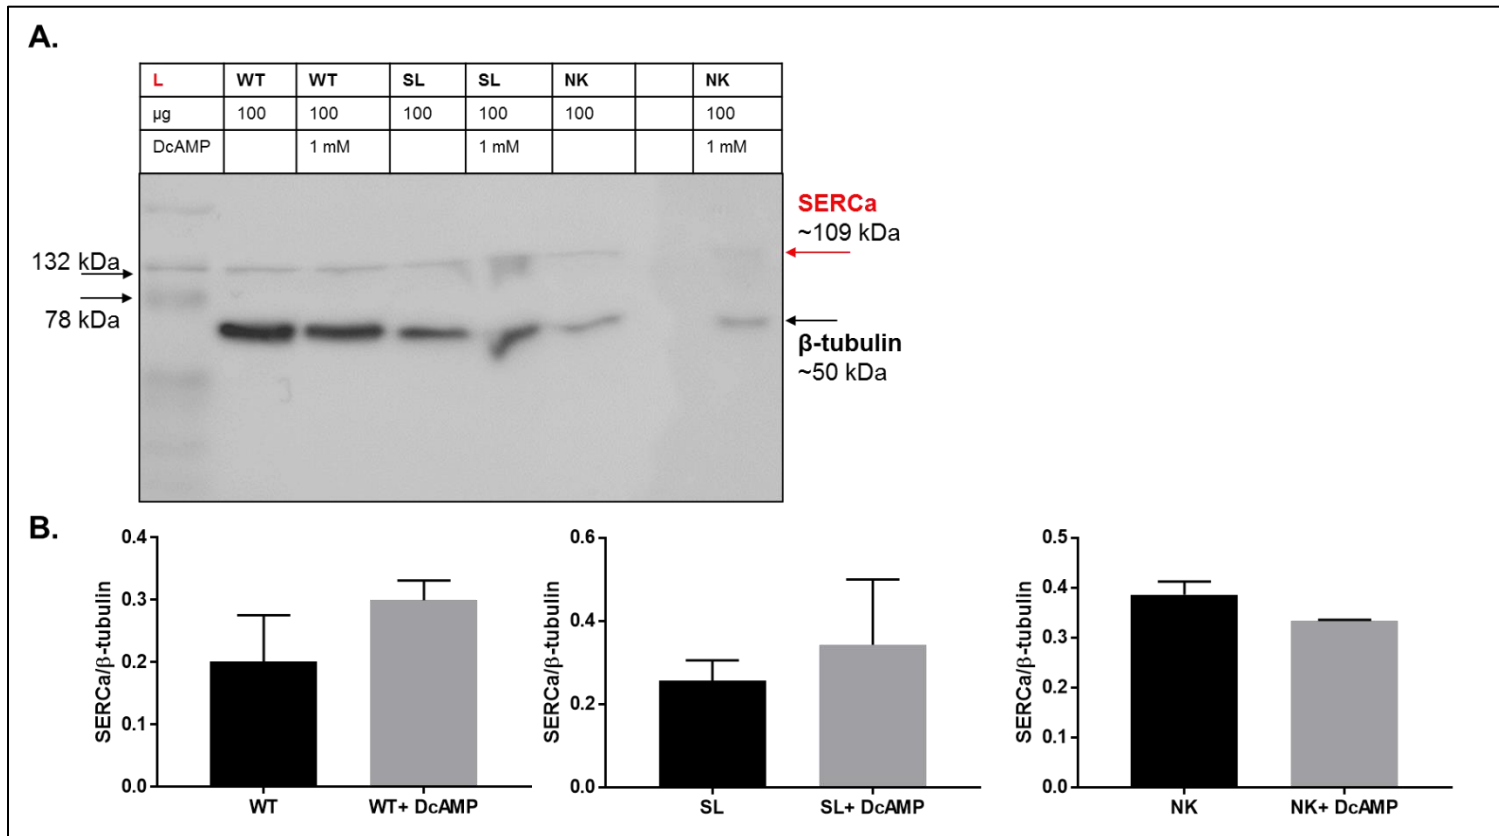 A.
L WT WT SL SL NK NK
µg 100 100 100 100 100 100
DcAMP 1 mM 1 mM 1 mM
SERCa
~109 kDa
132 kDa
78 kDa
β-tubulin
~50 kDa
B.
SERCa/β-tubulin
0.4
0.3
0.2
0.1
0.0
WT WT+ DcAMP
SERCa/β-tubulin
0.6
0.4
0.2
0.0
SL SL+ DcAMP
SERCa/β-tubulin
0.5
0.4
0.3
0.2
0.1
0.0
NK NK+ DcAMP